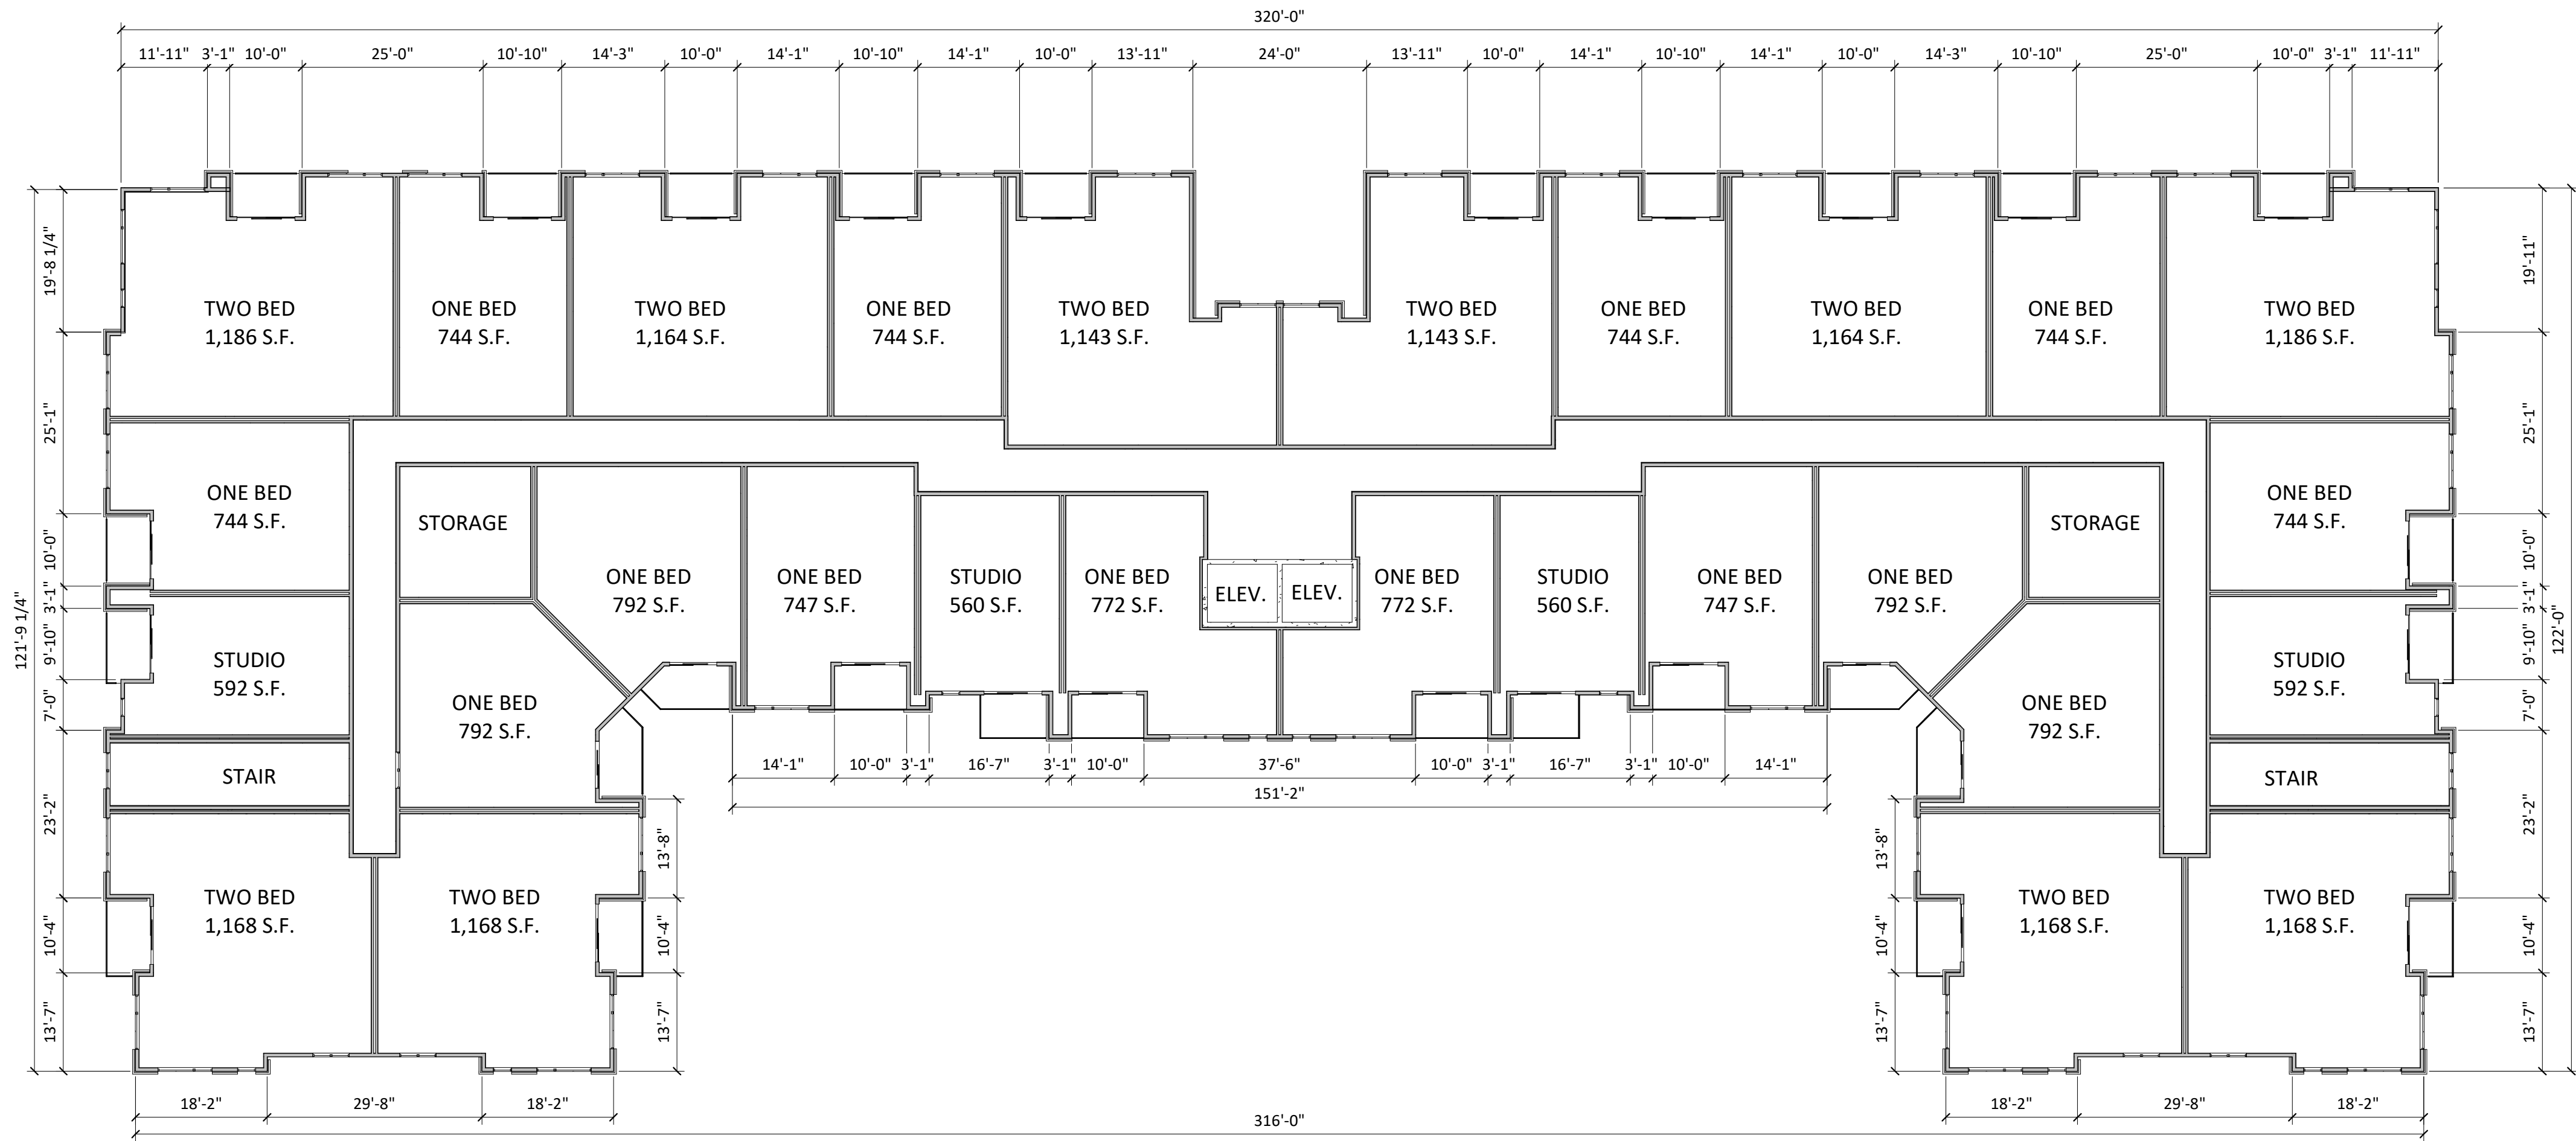 320'-0"
11'-11" 3'-1" 10'-0" 25'-0" 10'-10" 14'-3" 10'-0" 14'-1" 10'-10" 14'-1" 10'-0" 13'-11" 24'-0" 13'-11" 10'-0" 14'-1" 10'-10" 14'-1" 10'-0" 14'-3" 10'-10" 25'-0" 10'-0" 3'-1" 11'-11"
19'-8 1/4"
19'-11"
TWO BED
1,186 S.F.
ONE BED
744 S.F.
TWO BED
1,164 S.F.
ONE BED
744 S.F.
TWO BED
1,143 S.F.
TWO BED
1,143 S.F.
ONE BED
744 S.F.
TWO BED
1,164 S.F.
ONE BED
744 S.F.
TWO BED
1,186 S.F.
25'-1"
25'-1"
ONE BED
744 S.F.
STORAGE
STORAGE
ONE BED
744 S.F.
10'-0"
10'-0"
ONE BED
792 S.F.
ONE BED
747 S.F.
STUDIO
560 S.F.
ONE BED
772 S.F.
ELEV.
ELEV.
ONE BED
772 S.F.
STUDIO
560 S.F.
ONE BED
747 S.F.
ONE BED
792 S.F.
3'-1"
3'-1"
121'-9 1/4"
122'-0"
9'-10"
9'-10"
STUDIO
592 S.F.
ONE BED
792 S.F.
ONE BED
792 S.F.
STUDIO
592 S.F.
7'-0"
7'-0"
STAIR
STAIR
14'-1" 10'-0" 3'-1" 16'-7" 3'-1" 10'-0" 37'-6" 10'-0" 3'-1" 16'-7" 3'-1" 10'-0" 14'-1"
151'-2"
23'-2"
23'-2"
13'-8"
13'-8"
TWO BED
1,168 S.F.
TWO BED
1,168 S.F.
TWO BED
1,168 S.F.
TWO BED
1,168 S.F.
10'-4"
10'-4"
10'-4"
10'-4"
13'-7"
13'-7"
13'-7"
13'-7"
18'-2" 29'-8" 18'-2"
18'-2" 29'-8" 18'-2"
316'-0"